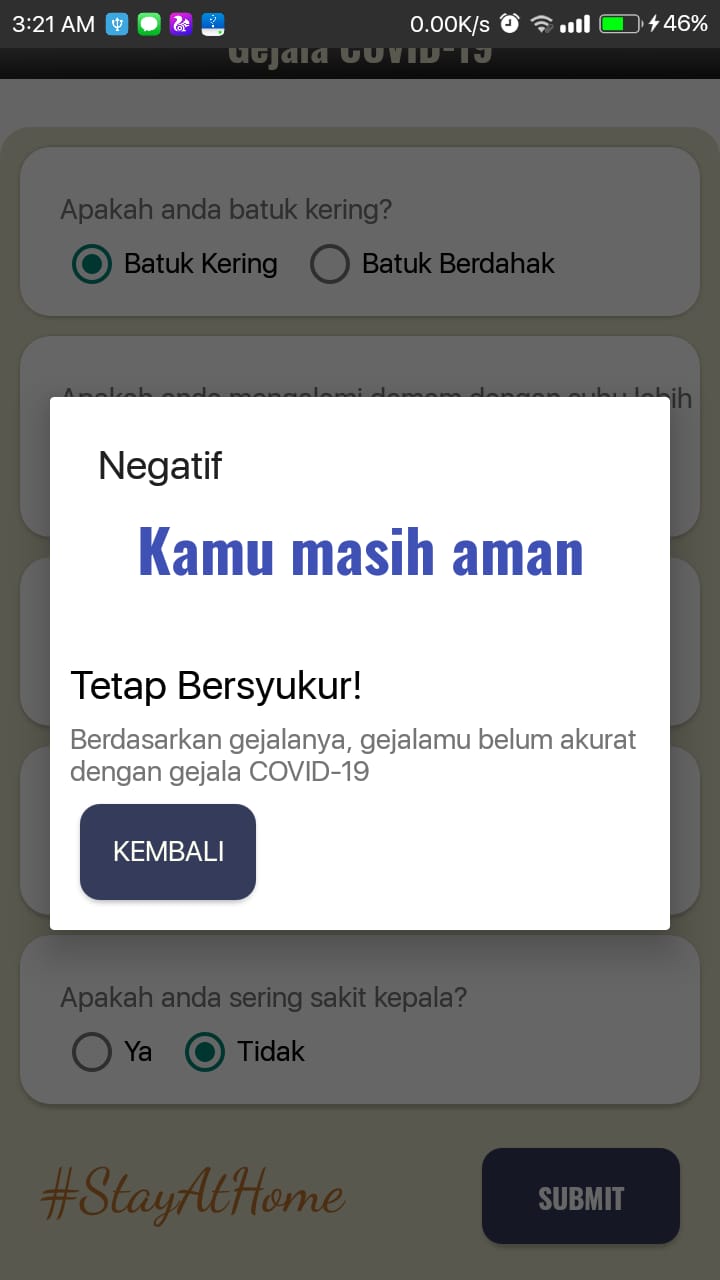 3:21 AM 0.00K/s 46%
Gejala COVID-19
Apakah anda batuk kering?
Batuk Kering Batuk Berdahak
Apakah anda mengalami demam dengan suhu lebih
Negatif
Kamu masih aman
Tetap Bersyukur!
Berdasarkan gejalanya, gejalamu belum akurat
dengan gejala COVID-19
KEMBALI
Apakah anda sering sakit kepala?
Ya Tidak
#StayAtHome
SUBMIT